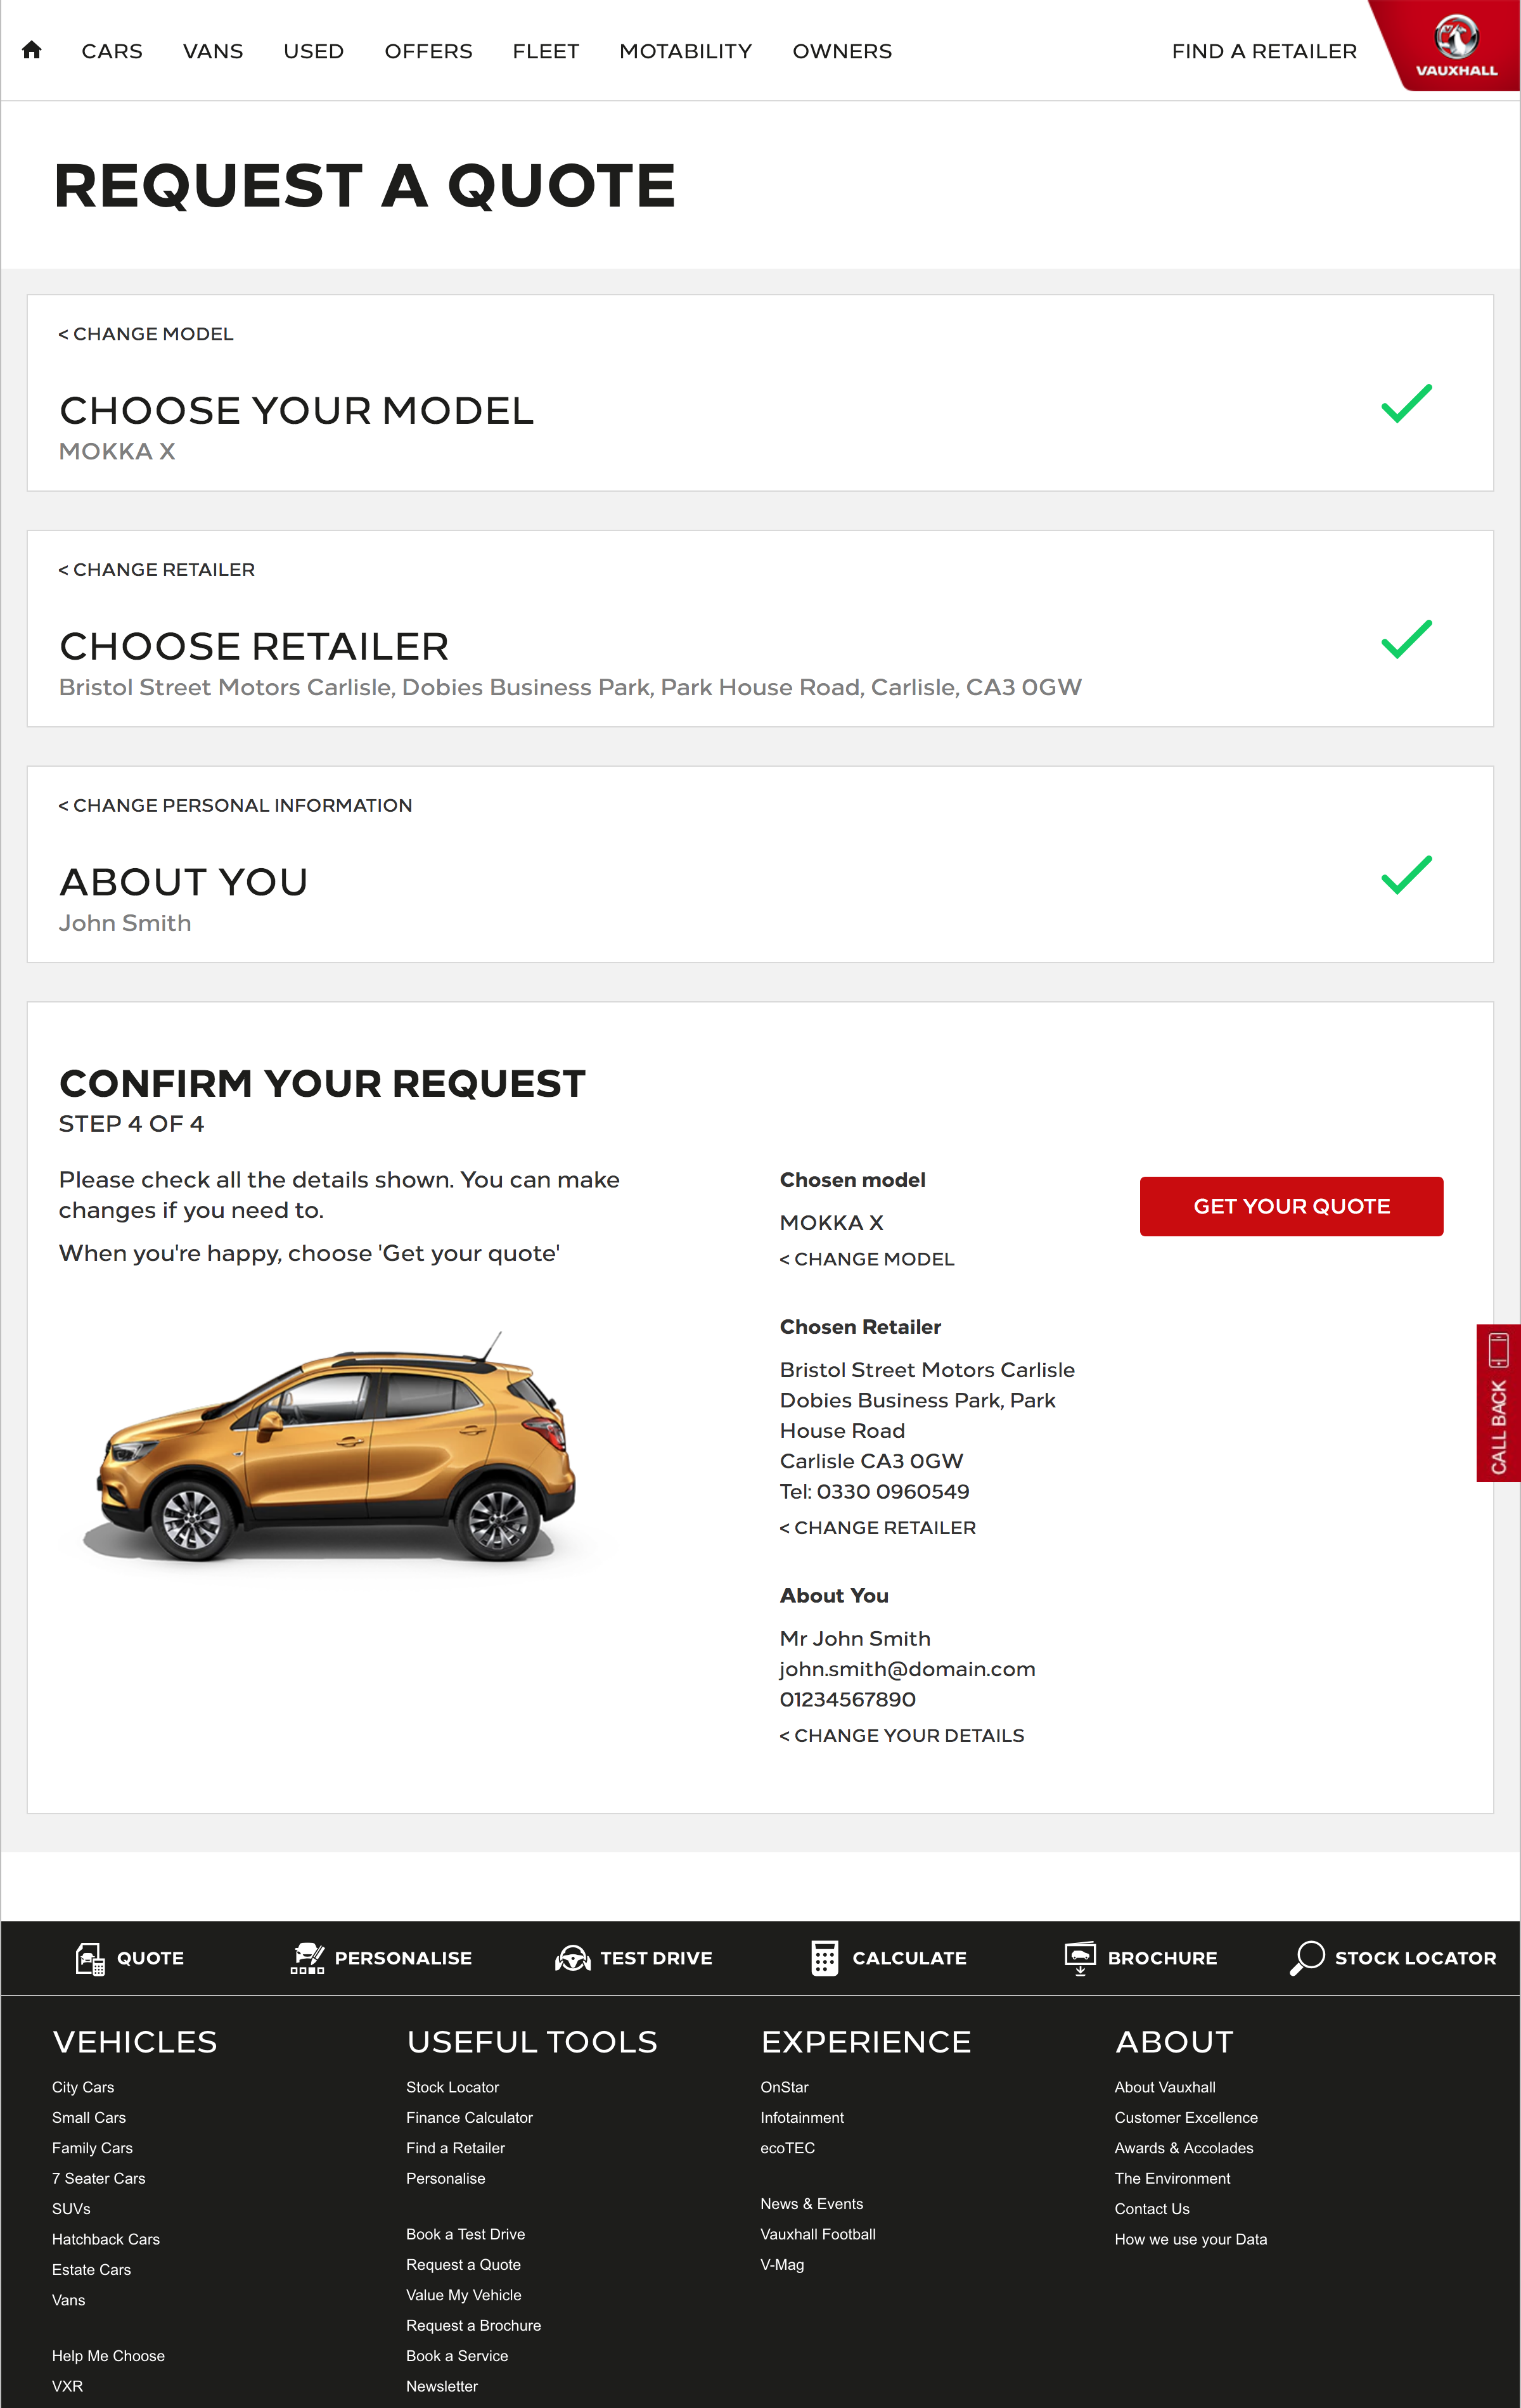 CARS VANS USED OFFERS FLEET MOTABILITY OWNERS FIND A RETAILER
VAUXHALL
REQUEST A QUOTE
< CHANGE MODEL
CHOOSE YOUR MODEL
MOKKA X
< CHANGE RETAILER
CHOOSE RETAILER
Bristol Street Motors Carlisle, Dobies Business Park, Park House Road, Carlisle, CA3 0GW
< CHANGE PERSONAL INFORMATION
ABOUT YOU
John Smith
CONFIRM YOUR REQUEST
STEP 4 OF 4
Please check all the details shown. You can make
changes if you need to.
When you're happy, choose 'Get your quote'
Chosen model
MOKKA X
< CHANGE MODEL
Chosen Retailer
Bristol Street Motors Carlisle
Dobies Business Park, Park
House Road
Carlisle CA3 0GW
Tel: 0330 0960549
< CHANGE RETAILER
About You
Mr John Smith
john.smith@domain.com
01234567890
< CHANGE YOUR DETAILS
GET YOUR QUOTE
CALL BACK
QUOTE PERSONALISE TEST DRIVE CALCULATE BROCHURE STOCK LOCATOR
VEHICLES
City Cars
Small Cars
Family Cars
7 Seater Cars
SUVs
Hatchback Cars
Estate Cars
Vans
Help Me Choose
VXR
USEFUL TOOLS
Stock Locator
Finance Calculator
Find a Retailer
Personalise
Book a Test Drive
Request a Quote
Value My Vehicle
Request a Brochure
Book a Service
Newsletter
EXPERIENCE
OnStar
Infotainment
ecoTEC
News & Events
Vauxhall Football
V-Mag
ABOUT
About Vauxhall
Customer Excellence
Awards & Accolades
The Environment
Contact Us
How we use your Data